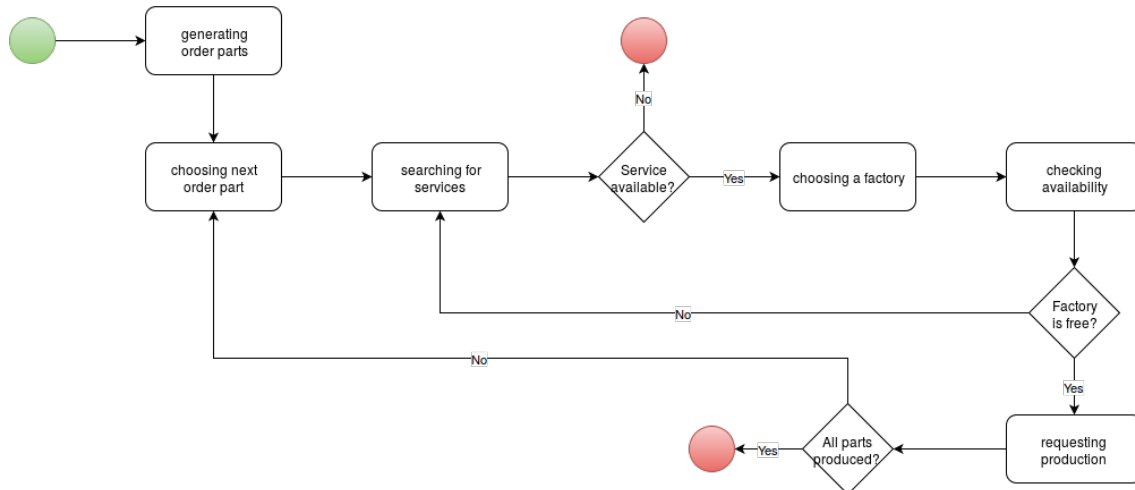 generating
order parts
No
choosing next
order part
searching for
services
Service
available?
Yes
choosing a factory
checking
availability
No
Factory
is free?
No
Yes
Yes
All parts
produced?
requesting
production